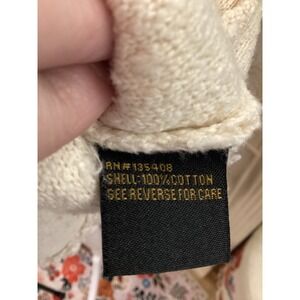 RN#135408
SHELL:100%COTTON
SEE REVERSE FOR CARE